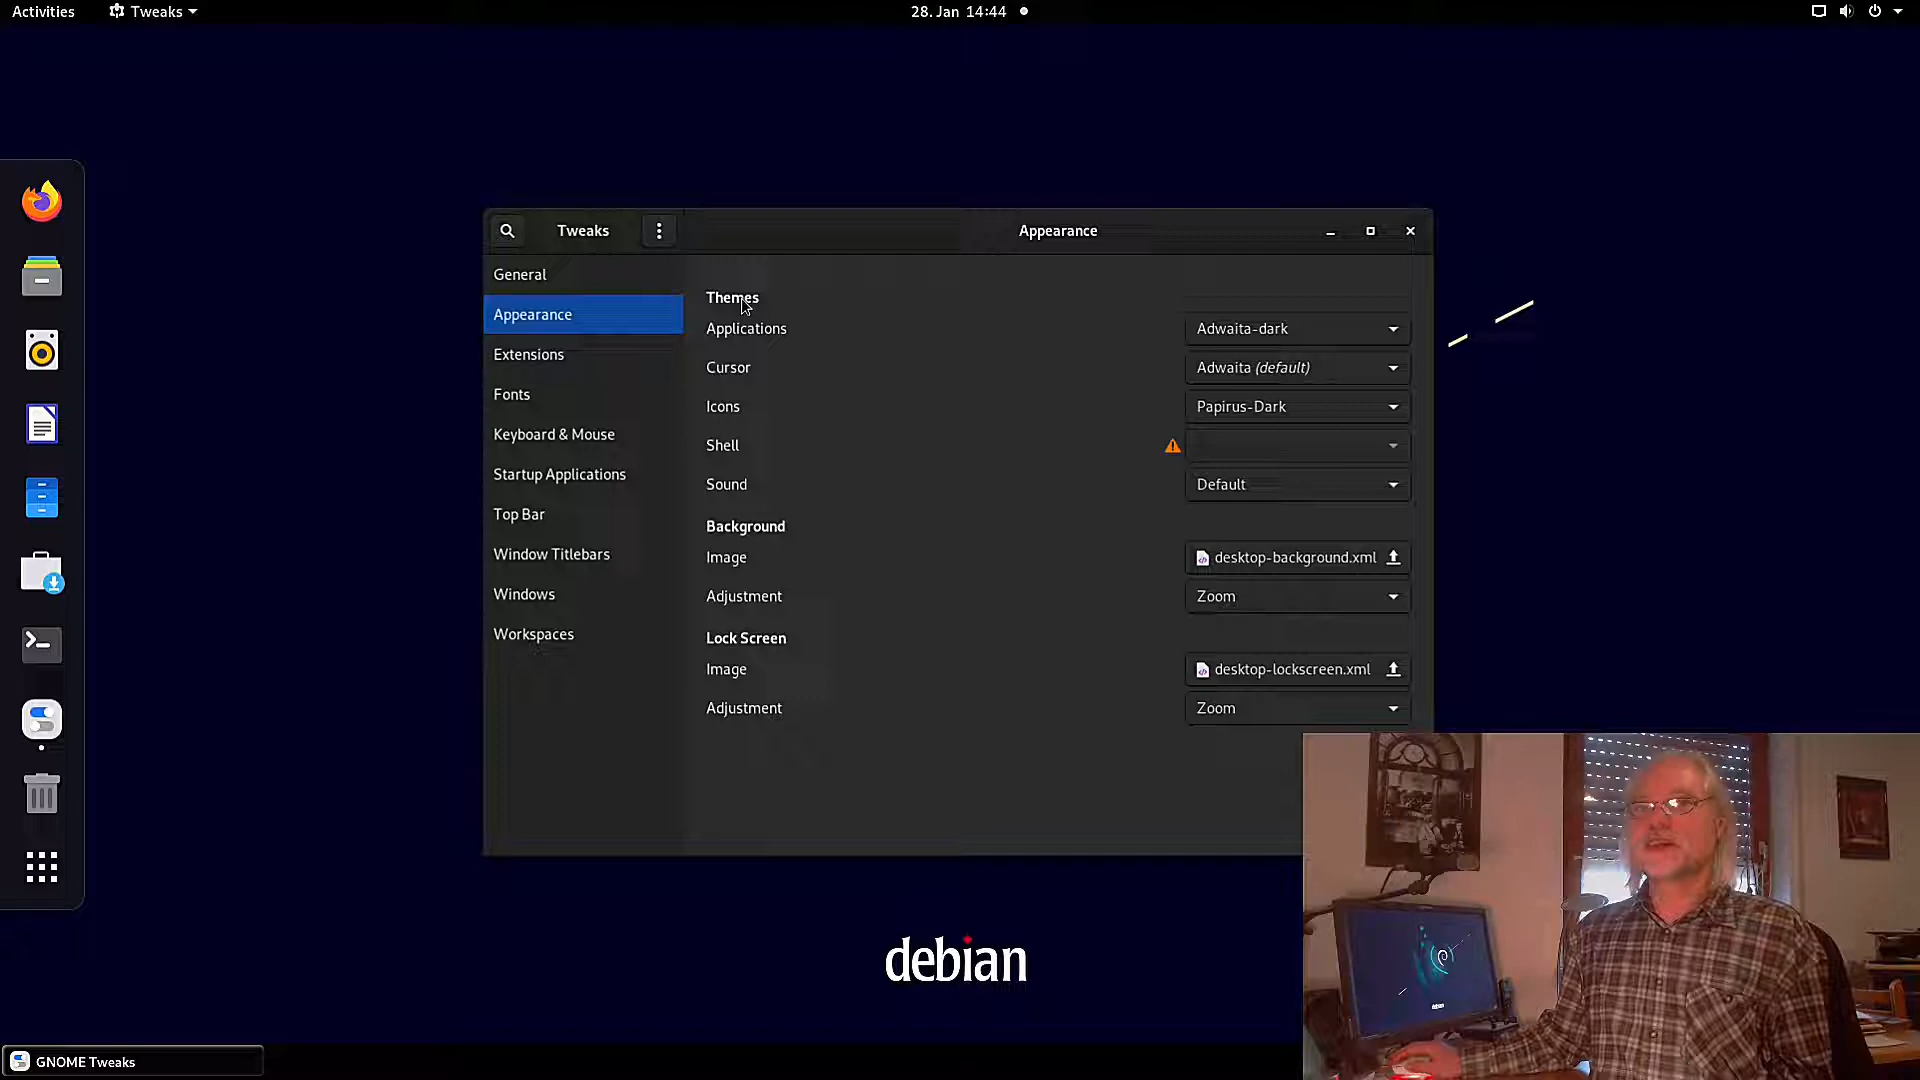 Activities
Tweaks
28. Jan 14:44
Tweaks
Appearance
General
Appearance
Extensions
Fonts
Keyboard & Mouse
Startup Applications
Top Bar
Window Titlebars
Windows
Workspaces
Themes
Applications
Adwaita-dark
Cursor
Adwaita (default)
Icons
Papirus-Dark
Shell
Sound
Default
Background
Image
desktop-background.xml
Adjustment
Zoom
Lock Screen
Image
desktop-lockscreen.xml
Adjustment
Zoom
debian
debian
GNOME Tweaks